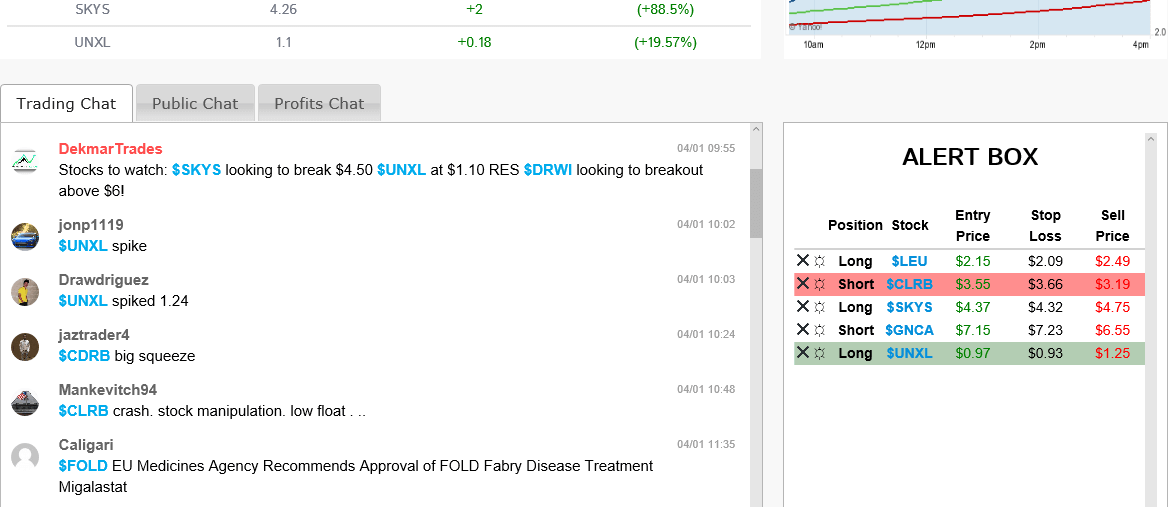 SKYS 4.26 +2 (+88.5%)
UNXL 1.1 +0.18 (+19.57%)
© Yahoo!
2.0
10am 12pm 2pm 4pm
Trading Chat Public Chat Profits Chat
DekmarTrades 04/01 09:55
Stocks to watch: $SKYS looking to break $4.50 $UNXL at $1.10 RES $DRWI looking to breakout
above $6!
jonp1119 04/01 10:02
$UNXL spike
Drawdriguez 04/01 10:03
$UNXL spiked 1.24
jaztrader4 04/01 10:24
$CDRB big squeeze
Mankevitch94 04/01 10:48
$CLRB crash. stock manipulation. low float . ..
Caligari 04/01 11:35
$FOLD EU Medicines Agency Recommends Approval of FOLD Fabry Disease Treatment
Migalastat
ALERT BOX
Position Stock Entry Price Stop Loss Sell Price
Long $LEU $2.15 $2.09 $2.49
Short $CLRB $3.55 $3.66 $3.19
Long $SKYS $4.37 $4.32 $4.75
Short $GNCA $7.15 $7.23 $6.55
Long $UNXL $0.97 $0.93 $1.25